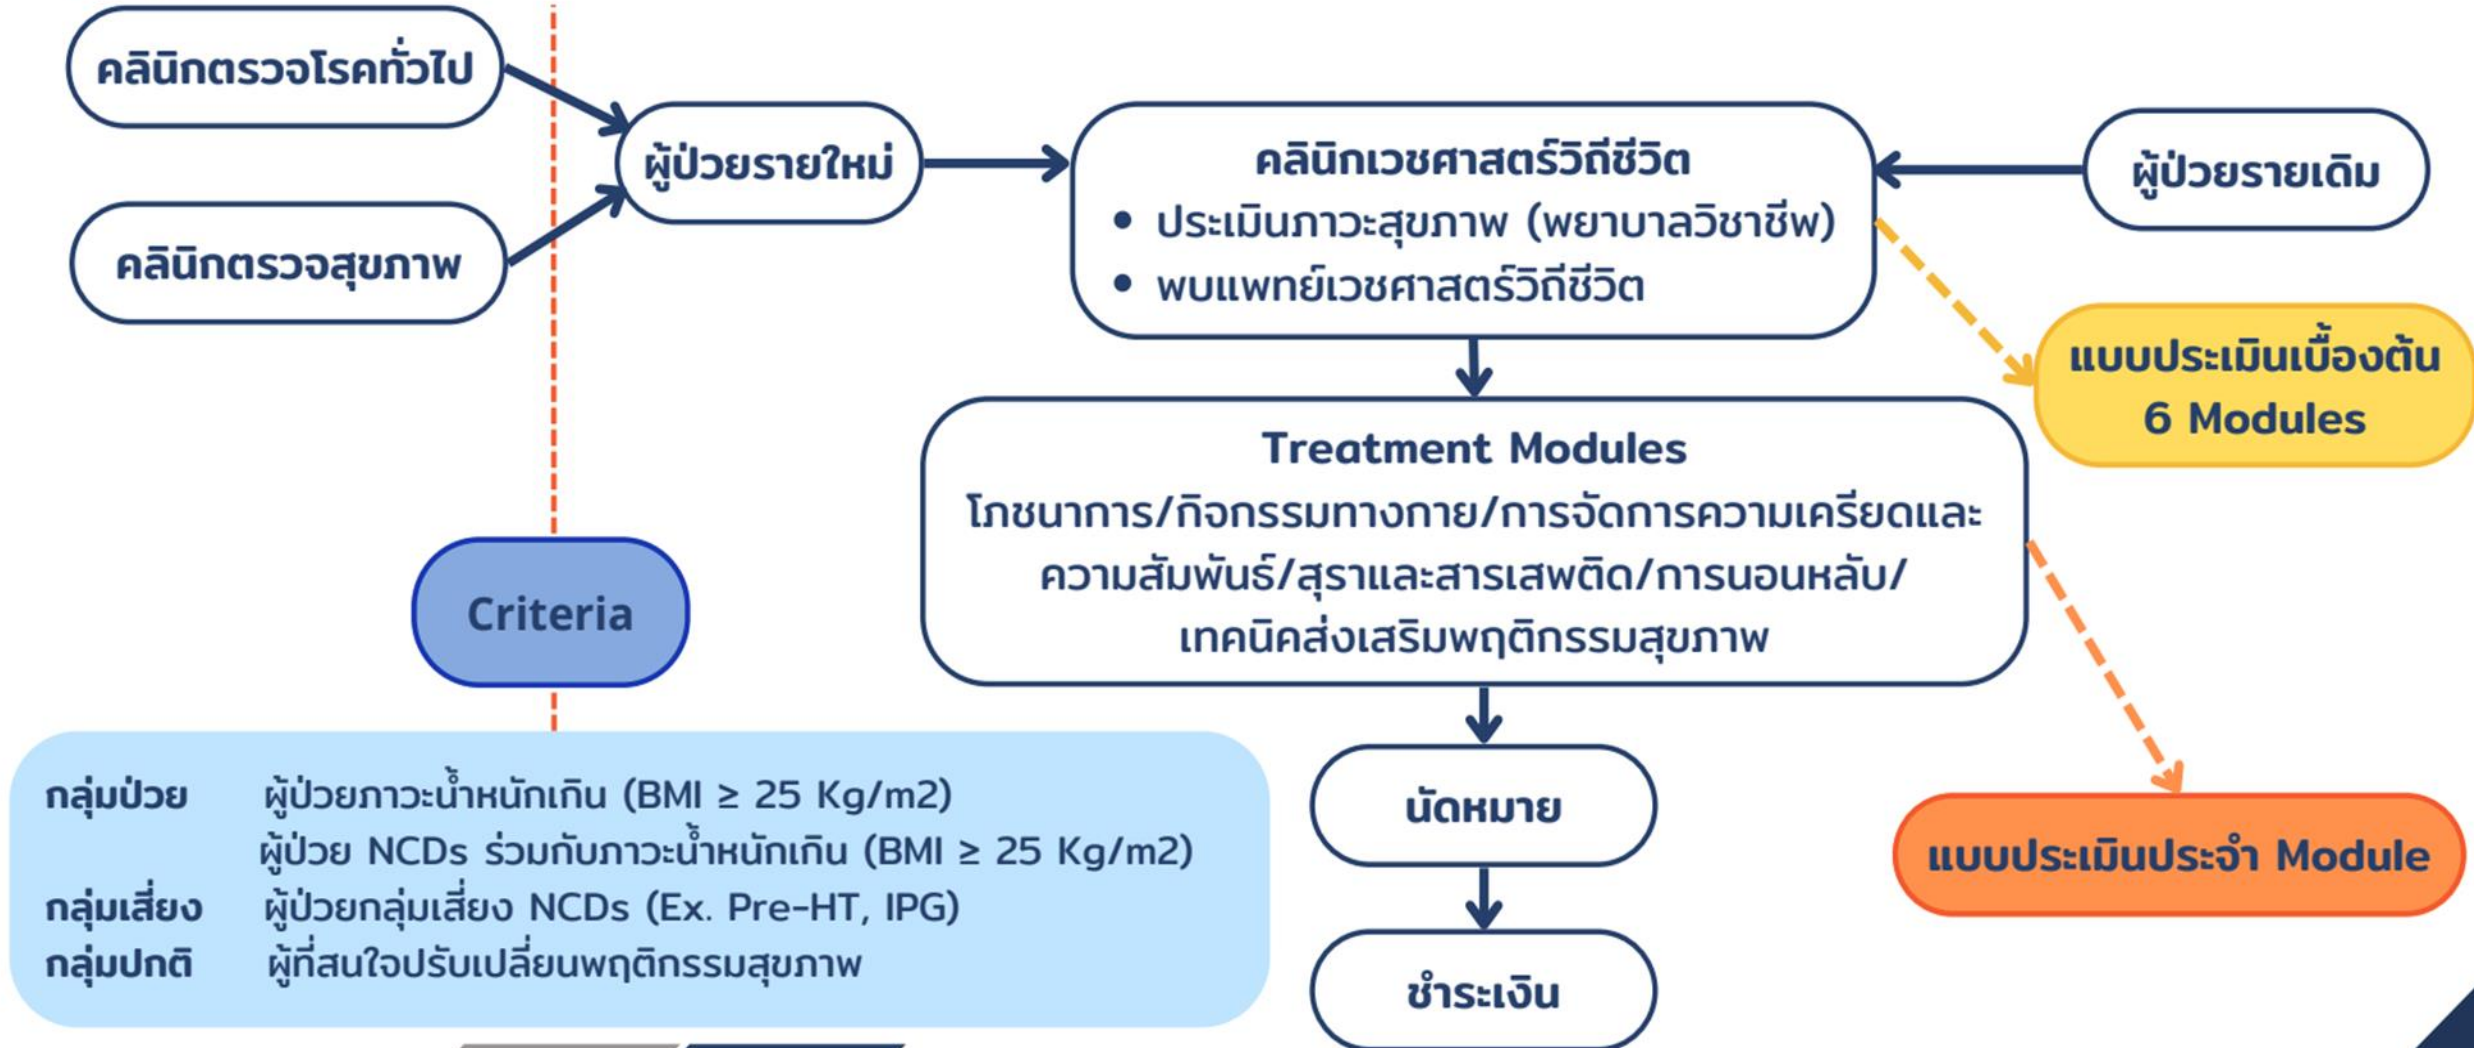 คลินิกตรวจโรคทั่วไป
คลินิกตรวจสุขภาพ
ผู้ป่วยรายใหม่
คลินิกเวชศาสตร์วิถีชีวิต
• ประเมินภาวะสุขภาพ (พยาบาลวิชาชีพ)
• พบแพทย์เวชศาสตร์วิถีชีวิต
ผู้ป่วยรายเดิม
แบบประเมินเบื้องต้น
6 Modules
Treatment Modules
โภชนาการ/กิจกรรมทางกาย/การจัดการความเครียดและ
ความสัมพันธ์/สุราและสารเสพติด/การนอนหลับ/
เทคนิคส่งเสริมพฤติกรรมสุขภาพ
Criteria
กลุ่มป่วย ผู้ป่วยภาวะน้ำหนักเกิน (BMI ≥ 25 Kg/m2)
ผู้ป่วย NCDs ร่วมกับภาวะน้ำหนักเกิน (BMI ≥ 25 Kg/m2)
กลุ่มเสี่ยง ผู้ป่วยกลุ่มเสี่ยง NCDs (Ex. Pre-HT, IPG)
กลุ่มปกติ ผู้ที่สนใจปรับเปลี่ยนพฤติกรรมสุขภาพ
นัดหมาย
แบบประเมินประจำ Module
ชำระเงิน